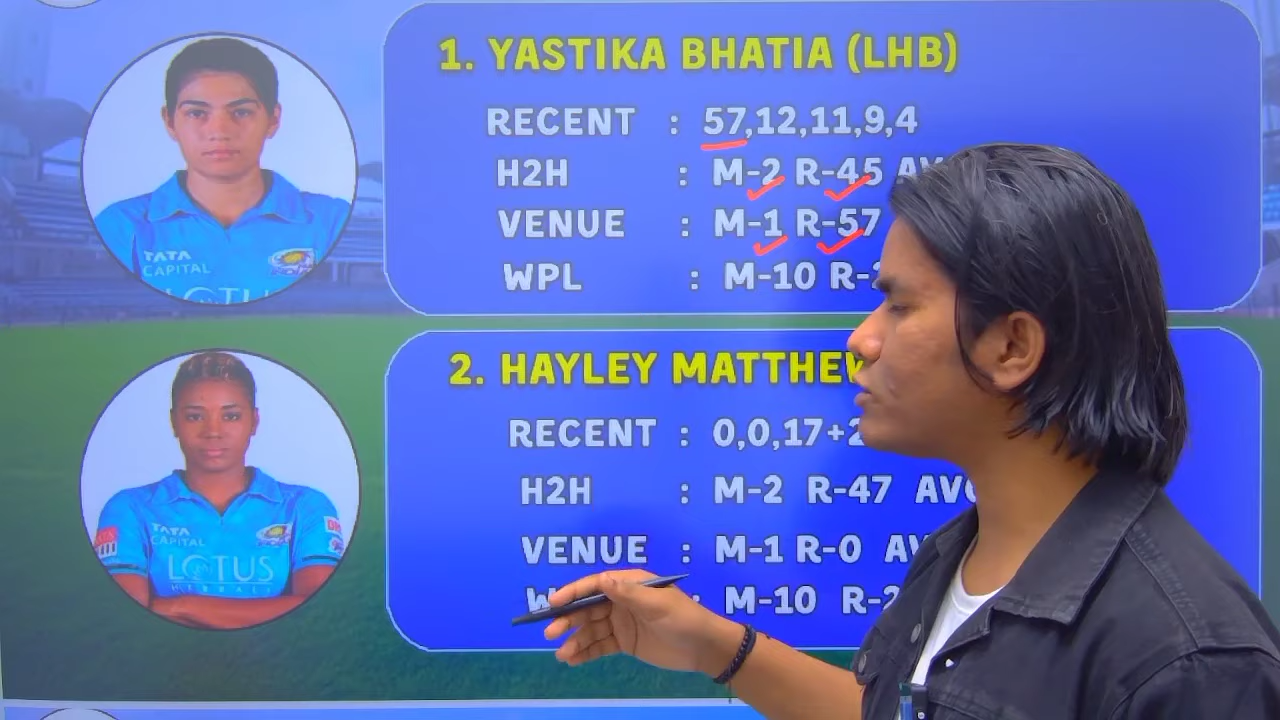 1. YASTIKA BHATIA (LHB)
RECENT : 57,12,11,9,4
H2H : M-2 R-45
VENUE : M-1 R-57
WPL : M-10
TATA
CAPITAL
2. HAYLEY
RECENT : 0,0,17+
H2H : M-2 R-47
VENUE : M-1 R-0
: M-10
TATA
CAPITAL
LOTUS
HERBALS